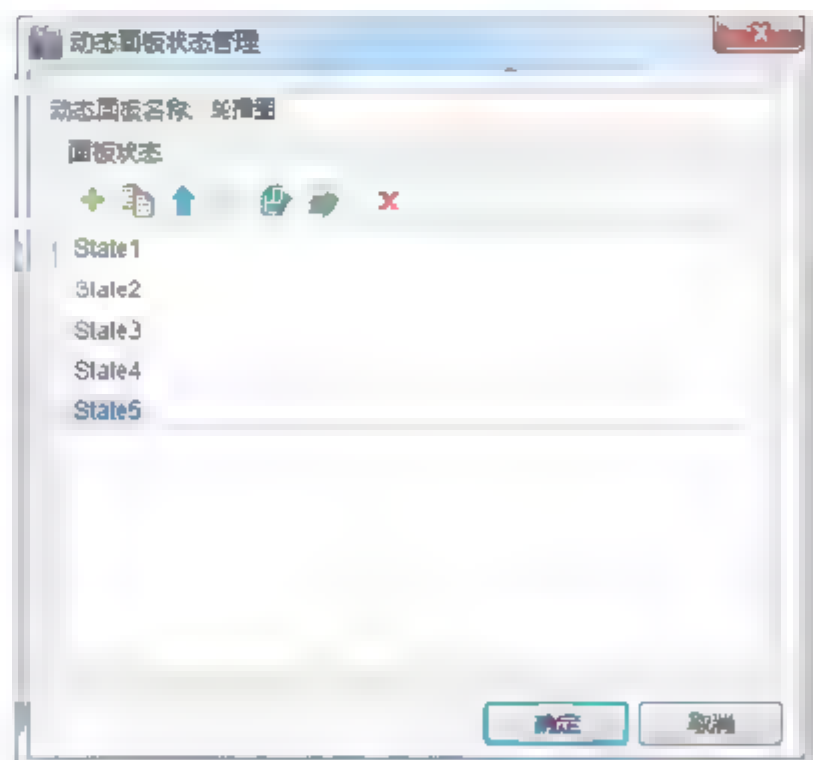 动态面板状态管理
动态面板名称: 轮播图
面板状态
State1
State2
State3
State4
State5
确定
取消